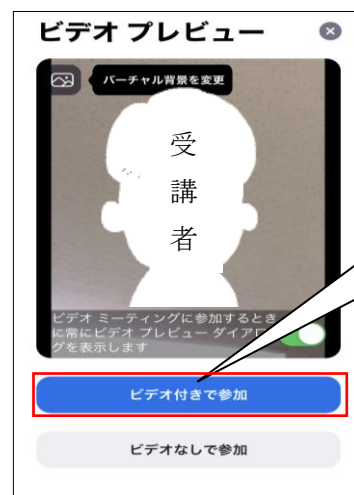 ビデオ プレビュー
バーチャル背景を変更
受
講
者
ビデオ ミーティングに参加するとき
に常にビデオ プレビュー ダイアロ
グを表示します
ビデオ付きで参加
ビデオなしで参加